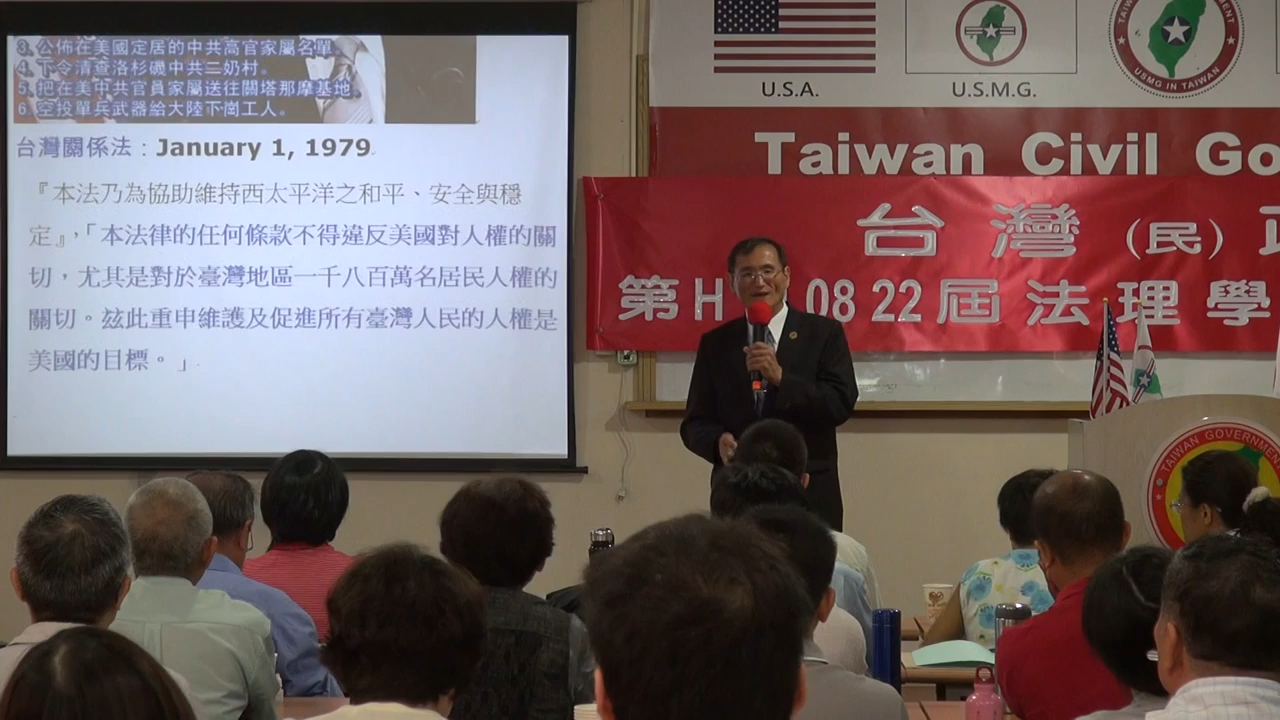 3. 公佈在美國定居的中共高官家屬名單
4. 下令清查洛杉磯中共二奶村。
5. 把在美中共官員家屬送往關塔那摩基地。
6. 空投單兵武器給大陸下崗工人。
台灣關係法：January 1, 1979.
『本法乃為協助維持西太平洋之和平、安全與穩
定』，「本法律的任何條款不得違反美國對人權的關
切，尤其是對於臺灣地區一千八百萬名居民人權的
關切。茲此重申維護及促進所有臺灣人民的人權是
美國的目標。」
U.S.A.
U.S.M.G.
USMG IN TAIWAN
Taiwan Civil Go
台灣（民）
第H 08 22屆法理學
TAIWAN GOVERNMENT